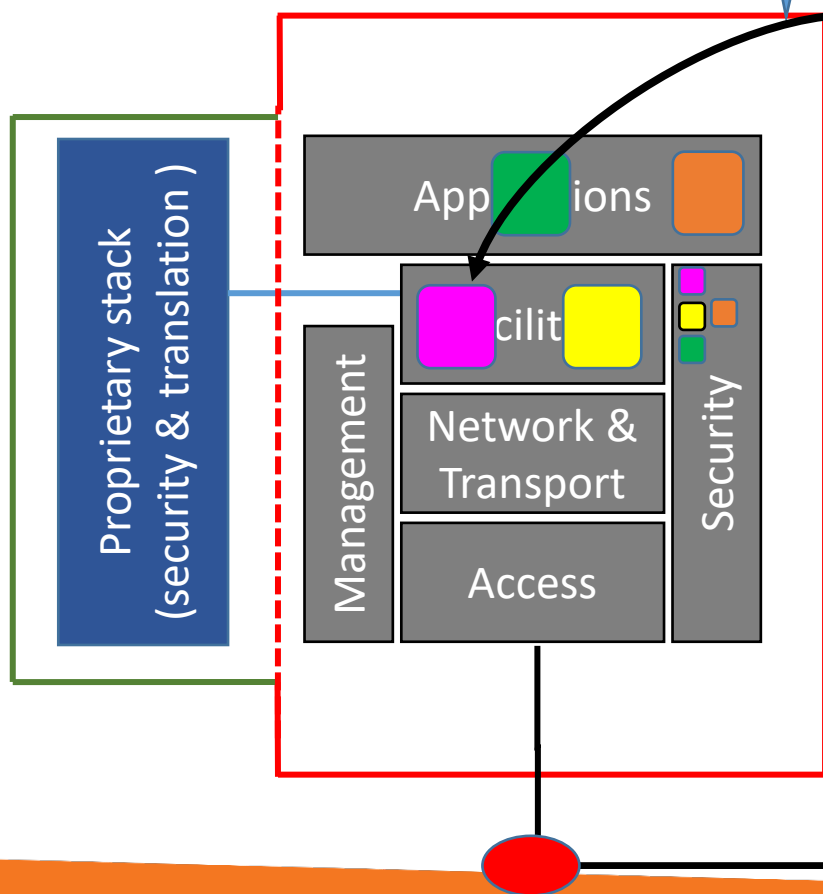 Proprietary stack
(security & translation )
App ions
cilit
Management
Network &
Transport
Access
Security